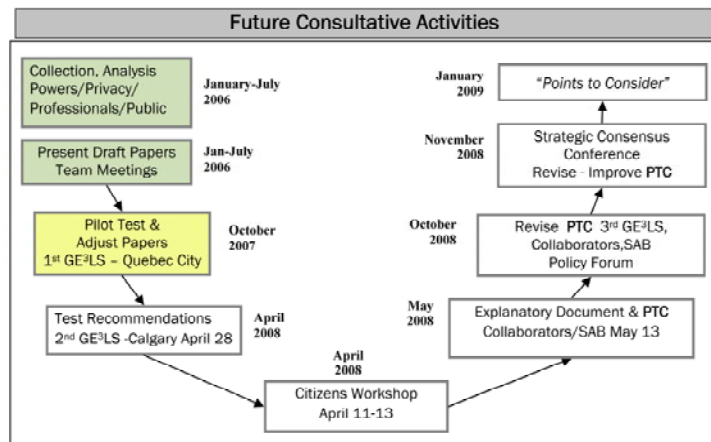 Future Consultative Activities
Collection, Analysis
Powers/Privacy/
Professionals/Public
January-July
2006
Present Draft Papers
Team Meetings
Jan-July
2006
Pilot Test &
Adjust Papers
1st GE³LS – Quebec City
October
2007
Test Recommendations
2nd GE³LS -Calgary April 28
April
2008
April
2008
Citizens Workshop
April 11-13
May
2008
Explanatory Document & PTC
Collaborators/SAB May 13
October
2008
Revise PTC 3rd GE³LS,
Collaborators,SAB
Policy Forum
November
2008
Strategic Consensus
Conference
Revise - Improve PTC
January
2009
“Points to Consider”